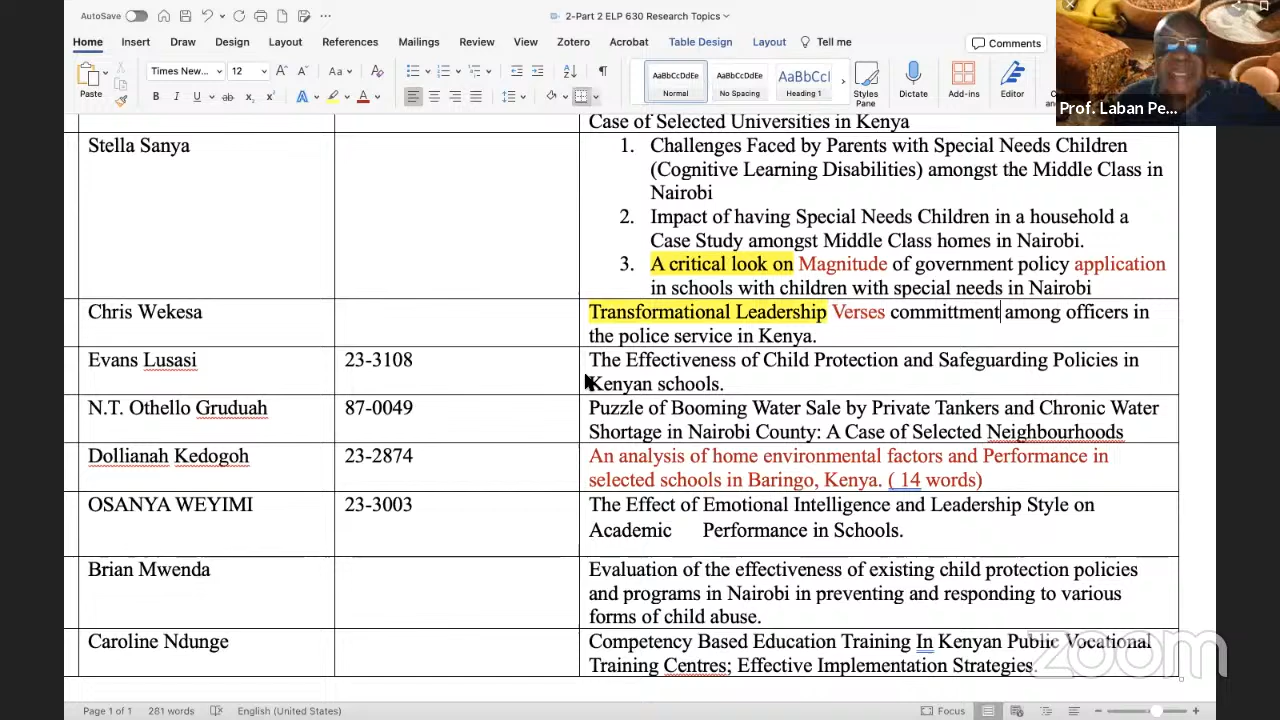 AutoSave
2-Part 2 ELP 630 Research Topics
Home Insert Draw Design Layout References Mailings Review View Zotero Acrobat Table Design Layout Tell me
Comments
Paste
Times New... 12
AaBbCcDdEe Normal
AaBbCcDdEe No Spacing
AaBbCcI Heading 1
Styles Pane
Dictate
Add-ins
Editor
Prof. Laban Pe...
Case of Selected Universities in Kenya
Stella Sanya
1. Challenges Faced by Parents with Special Needs Children
(Cognitive Learning Disabilities) amongst the Middle Class in
Nairobi
2. Impact of having Special Needs Children in a household a
Case Study amongst Middle Class homes in Nairobi.
3. A critical look on Magnitude of government policy application
in schools with children with special needs in Nairobi
Chris Wekesa
Transformational Leadership Verses committment among officers in
the police service in Kenya.
Evans Lusasi 23-3108
The Effectiveness of Child Protection and Safeguarding Policies in
Kenyan schools.
N.T. Othello Gruduah 87-0049
Puzzle of Booming Water Sale by Private Tankers and Chronic Water
Shortage in Nairobi County: A Case of Selected Neighbourhoods
Dollianah Kedogoh 23-2874
An analysis of home environmental factors and Performance in
selected schools in Baringo, Kenya. ( 14 words)
OSANYA WEYIMI 23-3003
The Effect of Emotional Intelligence and Leadership Style on
Academic Performance in Schools.
Brian Mwenda
Evaluation of the effectiveness of existing child protection policies
and programs in Nairobi in preventing and responding to various
forms of child abuse.
Caroline Ndunge
Competency Based Education Training In Kenyan Public Vocational
Training Centres; Effective Implementation Strategies.
zoom
Page 1 of 1 281 words English (United States) Focus